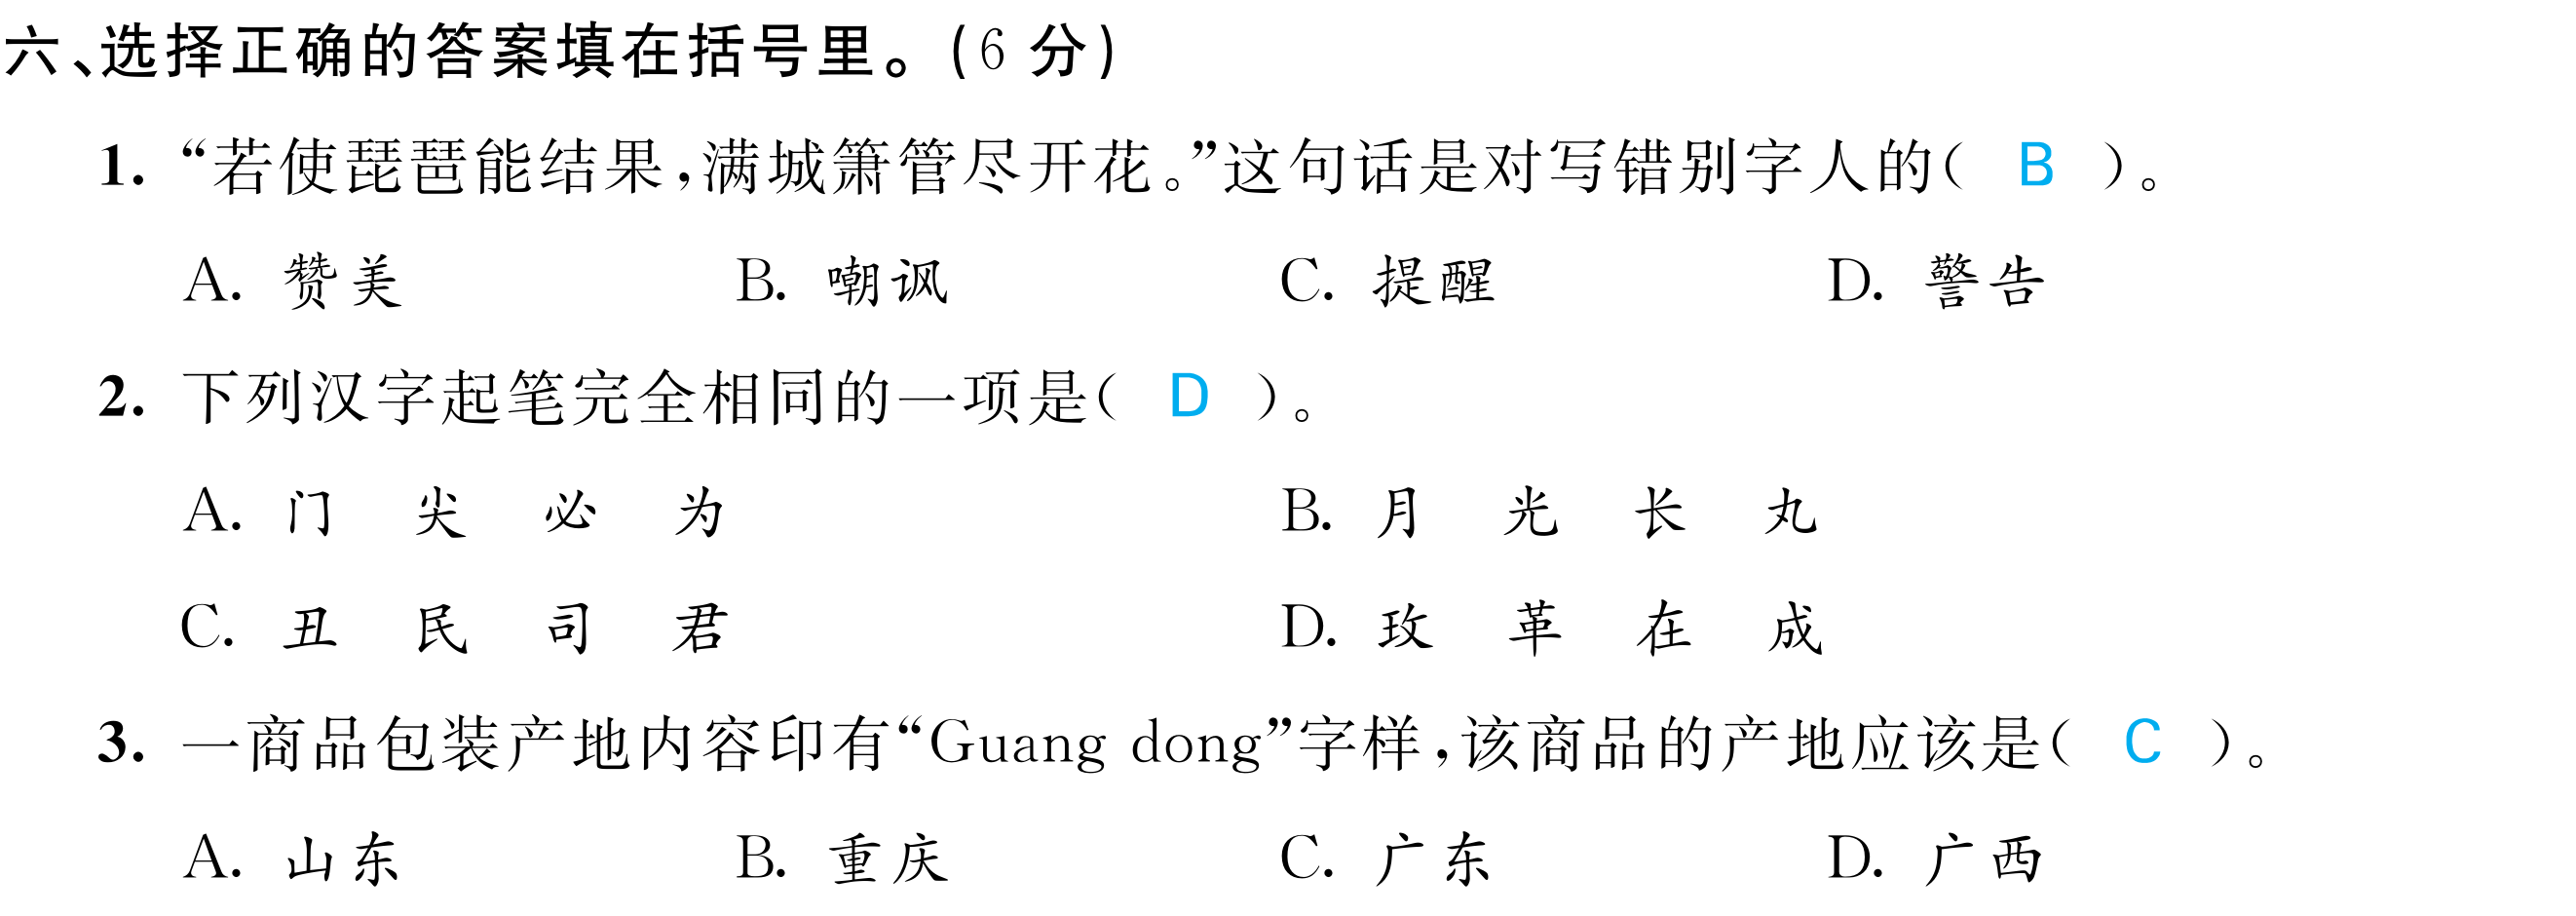 六、选择正确的答案填在括号里。(6 分)
1. “若使琵琶能结果,满城箫管尽开花。”这句话是对写错别字人的( B )。
A. 赞美 B. 嘲讽 C. 提醒 D. 警告
2. 下列汉字起笔完全相同的一项是( D )。
A. 门 尖 必 为 B. 月 光 长 丸
C. 丑 民 司 君 D. 玫 革 在 成
3. 一商品包装产地内容印有“Guang dong”字样,该商品的产地应该是( C )。
A. 山东 B. 重庆 C. 广东 D. 广西